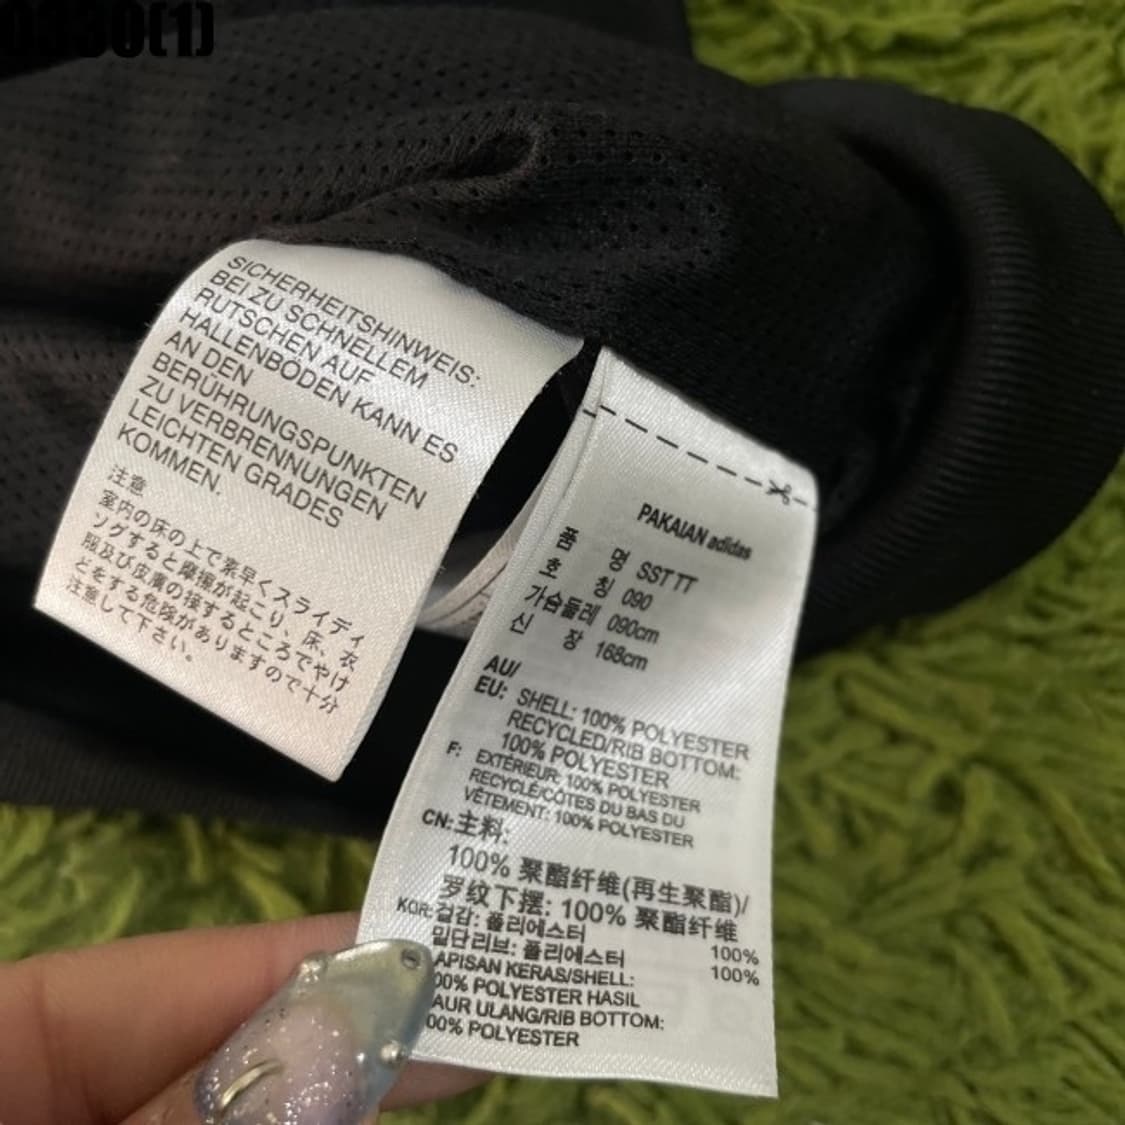 0330(1)
SICHERHEITSHINWEIS:
BEI ZU SCHNELLEM
RUTSCHEN AUF
HALLENBÖDEN KANN ES
AN DEN
BERÜHRUNGSPUNKTEN
ZU VERBRENNUNGEN
LEICHTEN GRADES
KOMMEN.
注意
室内の床の上で素早くスライディ
ングすると摩擦が起こり、床、衣
服及び皮膚の接するところでやけ
どをする危険がありますので十分
注意して下さい。
PAKAIAN adidas
품 명 SST TT
호 칭 090
가슴둘레 090cm
신 장 168cm
AU/
EU: SHELL: 100% POLYESTER
RECYCLED/RIB BOTTOM:
100% POLYESTER
F: EXTÉRIEUR: 100% POLYESTER
RECYCLÉ/CÔTES DU BAS DU
VÊTEMENT: 100% POLYESTER
CN: 主料:
100% 聚酯纤维(再生聚酯)/
罗纹下摆: 100% 聚酯纤维
KOR: 겉감: 폴리에스터 100%
밑단리브: 폴리에스터 100%
APISAN KERAS/SHELL:
00% POLYESTER HASIL
AUR ULANG/RIB BOTTOM:
00% POLYESTER